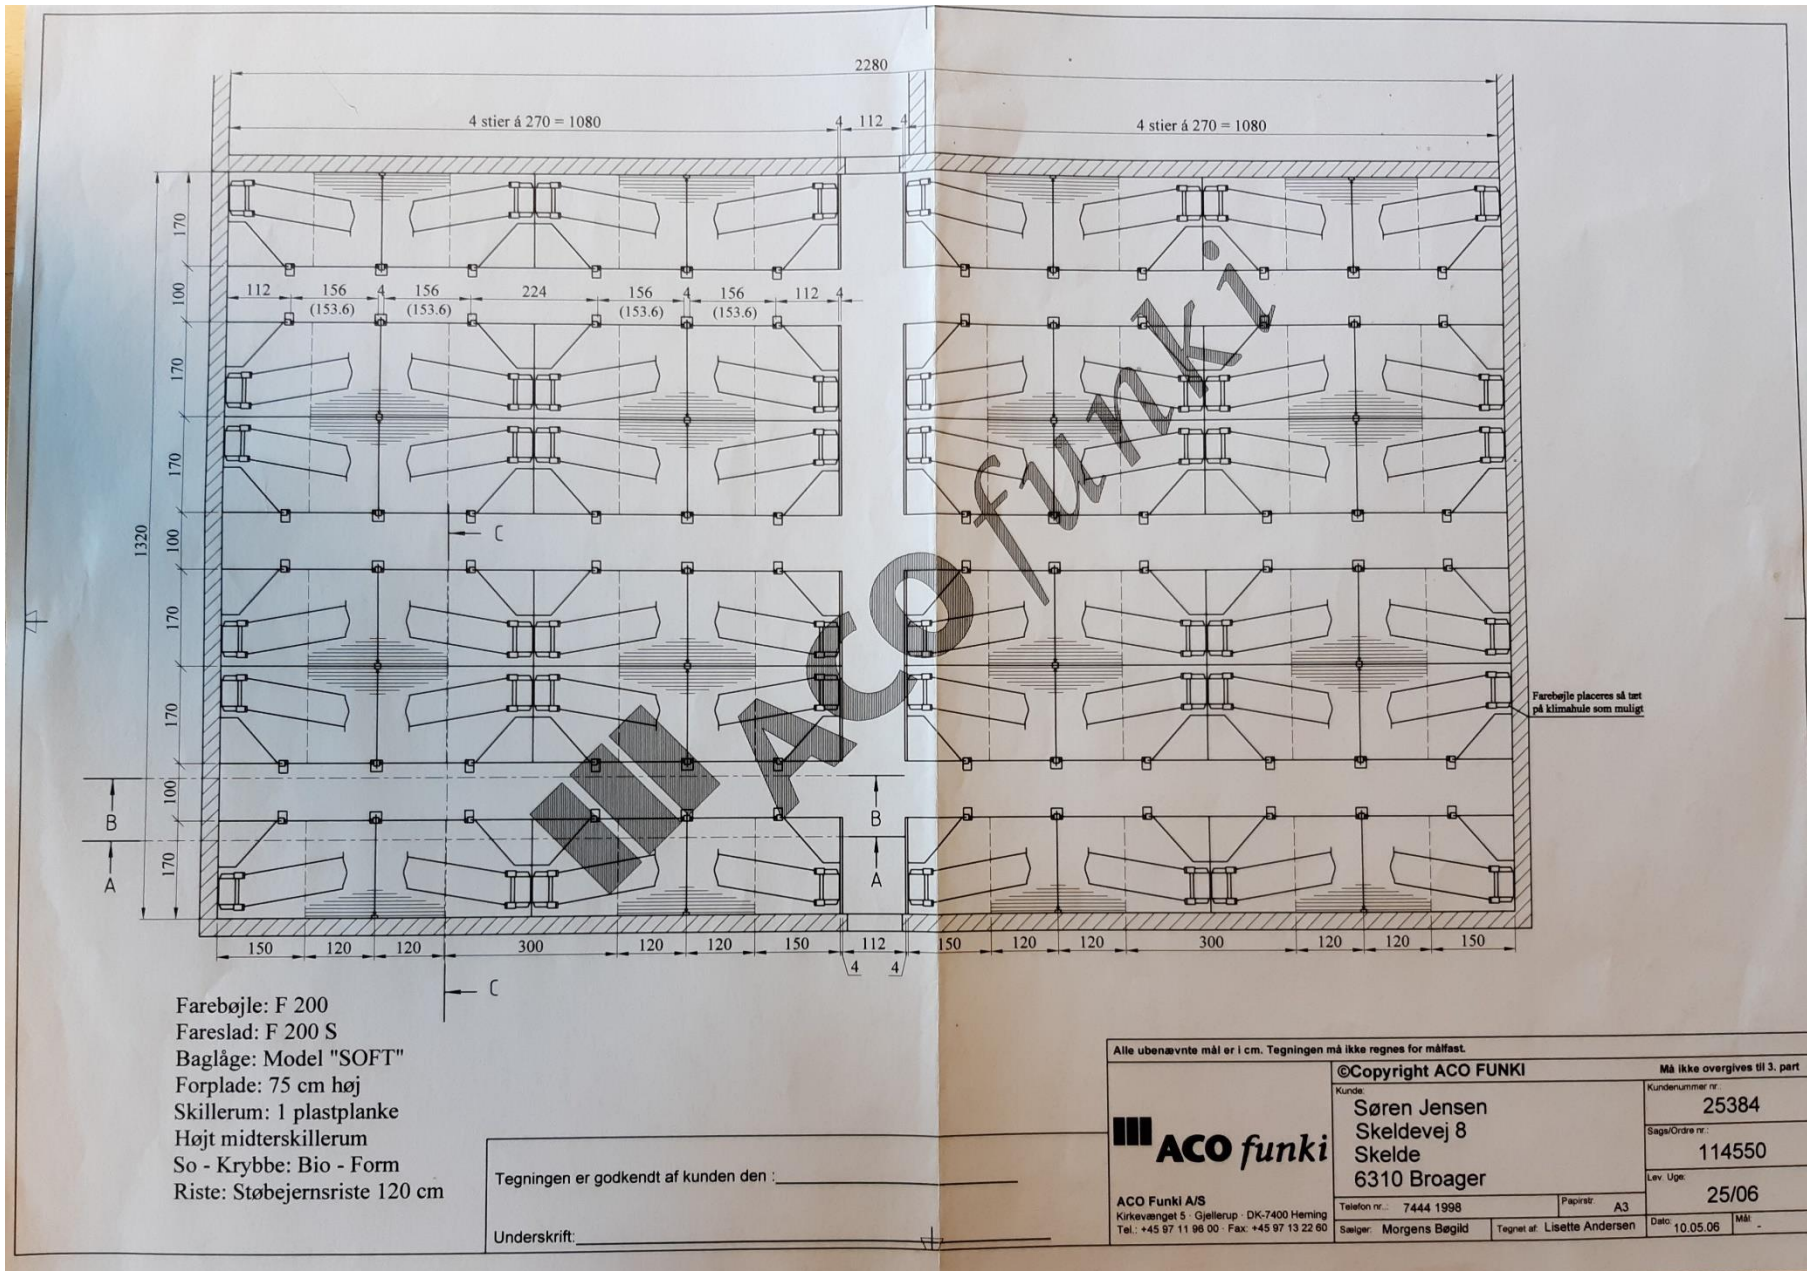 2280
4 stier á 270 = 1080
4
112
4
4 stier á 270 = 1080
170
100
112
156
4
156
224
156
4
156
112
4
(153.6)
(153.6)
(153.6)
(153.6)
170
170
1320
100
C
170
170
Farebøjle placeres så tæt
på klimahule som muligt
100
B
B
170
A
A
ACO funki
150
120
120
300
120
120
150
112
150
120
120
300
120
120
150
4
4
C
Farebøjle: F 200
Fareslad: F 200 S
Baglåge: Model "SOFT"
Forplade: 75 cm høj
Skillerum: 1 plastplanke
Højt midterskillerum
So - Krybbe: Bio - Form
Riste: Støbejernsriste 120 cm
Tegningen er godkendt af kunden den :
Underskrift:
Alle ubenævnte mål er i cm. Tegningen må ikke regnes for målfast.
©Copyright ACO FUNKI
Må ikke overgives til 3. part
ACO funki
ACO Funki A/S
Kirkevænget 5 · Gjellerup · DK-7400 Herning
Tel.: +45 97 11 96 00 · Fax: +45 97 13 22 60
Kunde:
Søren Jensen
Skeldevej 8
Skelde
6310 Broager
Kundenummer nr.:
25384
Sags/Ordre nr.:
114550
Lev. Uge:
25/06
Telefon nr.: 7444 1998
Papirstr. A3
Sælger: Morgens Bøgild
Tegnet af: Lisette Andersen
Dato: 10.05.06
Mål: -